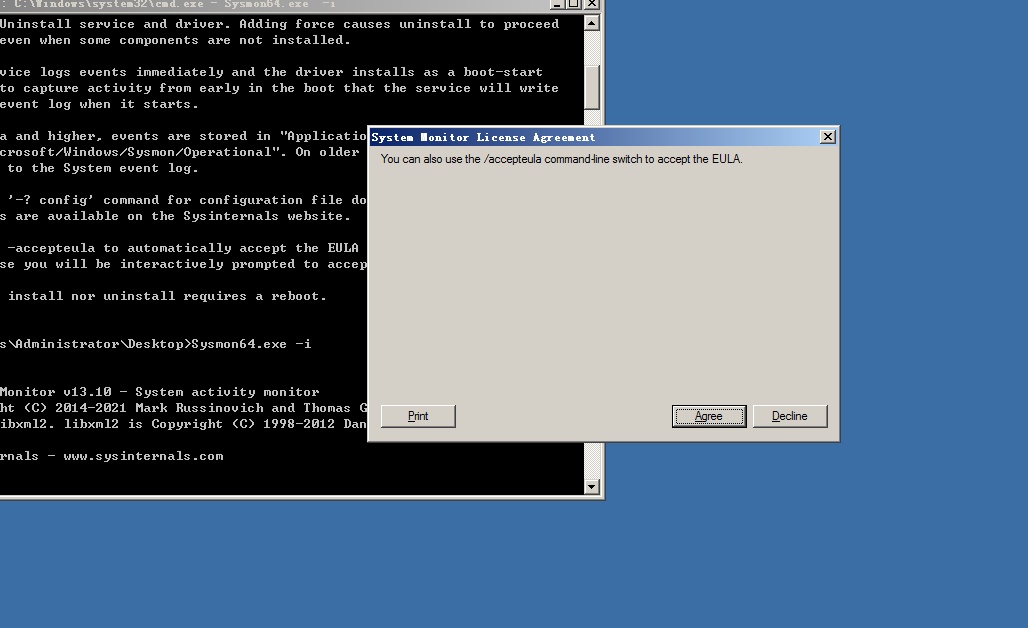 : C:\Windows\system32\cmd.exe - Sysmon64.exe  -i
Uninstall service and driver. Adding force causes uninstall to proceed
even when some components are not installed.
vice logs events immediately and the driver installs as a boot-start
to capture activity from early in the boot that the service will write
event log when it starts.
a and higher, events are stored in "Applicatio
crosoft/Windows/Sysmon/Operational". On older
to the System event log.
'-? config' command for configuration file do
s are available on the Sysinternals website.
-accepteula to automatically accept the EULA
se you will be interactively prompted to accep
install nor uninstall requires a reboot.
s\Administrator\Desktop>Sysmon64.exe -i
Monitor v13.10 - System activity monitor
ht (C) 2014-2021 Mark Russinovich and Thomas G
ibxml2. libxml2 is Copyright (C) 1998-2012 Dan
rnals - www.sysinternals.com
System Monitor License Agreement
You can also use the /accepteula command-line switch to accept the EULA.
Print
Agree
Decline